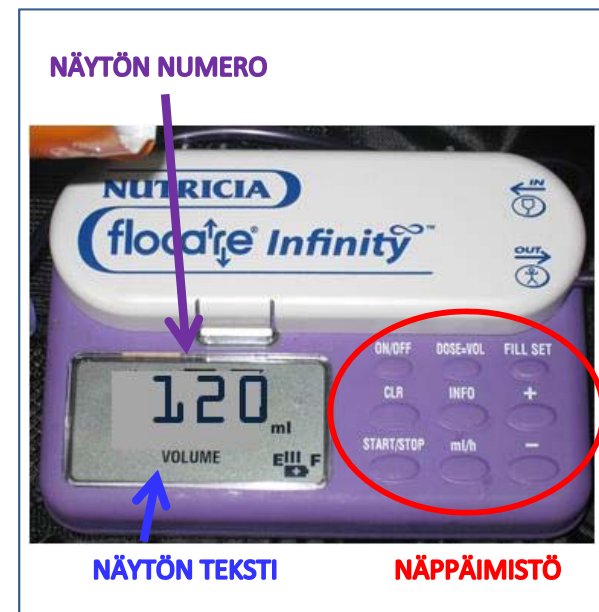 NÄYTÖN NUMERO
NUTRICIA
flocare® Infinity™
IN
OUT
ON/OFF DOSE=VOL FILL SET
CLR INFO +
START/STOP ml/h −
120 ml
VOLUME
E F
NÄYTÖN TEKSTI
NÄPPÄIMISTÖ